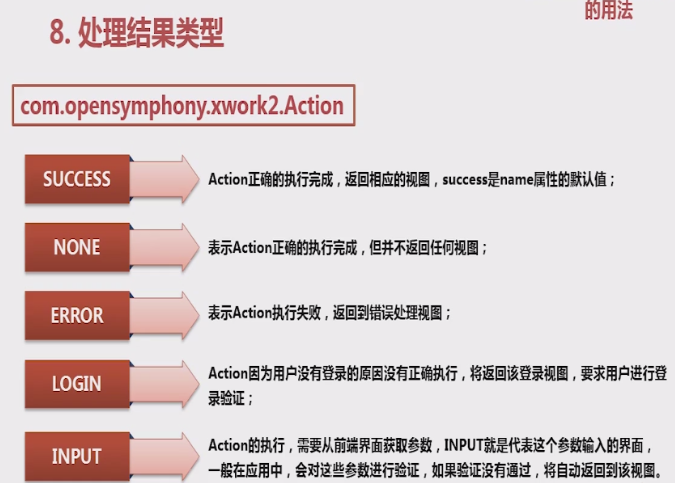 的用法
8. 处理结果类型
com.opensymphony.xwork2.Action
SUCCESS
Action正确的执行完成，返回相应的视图，success是name属性的默认值；
NONE
表示Action正确的执行完成，但并不返回任何视图；
ERROR
表示Action执行失败，返回到错误处理视图；
LOGIN
Action因为用户没有登录的原因没有正确执行，将返回该登录视图，要求用户进行登
录验证；
INPUT
Action的执行，需要从前端界面获取参数，INPUT就是代表这个参数输入的界面，
一般在应用中，会对这些参数进行验证，如果验证没有通过，将自动返回到该视图。